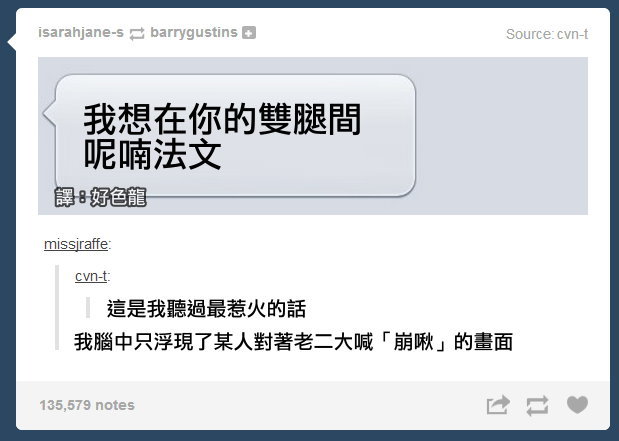 isarahjane-s barrygustins
Source: cvn-t
我想在你的雙腿間
呢喃法文
譯：好色龍
missjraffe:
cvn-t:
這是我聽過最惹火的話
我腦中只浮現了某人對著老二大喊「崩啾」的畫面
135,579 notes